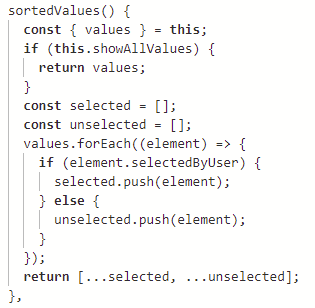 sortedValues() {
  const { values } = this;
  if (this.showAllValues) {
    return values;
  }
  const selected = [];
  const unselected = [];
  values.forEach((element) => {
    if (element.selectedByUser) {
      selected.push(element);
    } else {
      unselected.push(element);
    }
  });
  return [...selected, ...unselected];
},